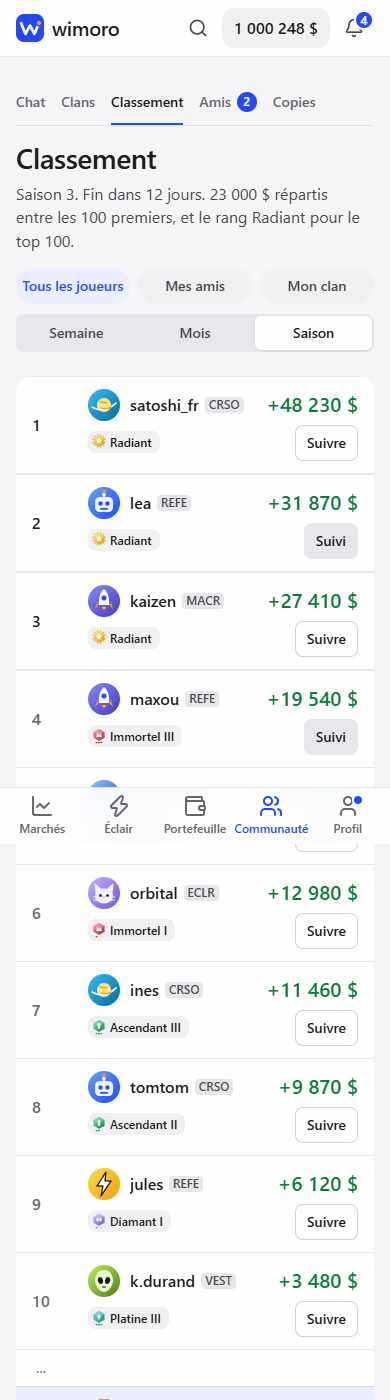 wimoro
1 000 248 $
4
Chat Clans Classement Amis 2 Copies
Classement
Saison 3. Fin dans 12 jours. 23 000 $ répartis
entre les 100 premiers, et le rang Radiant pour le
top 100.
Tous les joueurs Mes amis Mon clan
Semaine Mois Saison
1 satoshi_fr CRSO +48 230 $
Radiant Suivre
2 lea REFE +31 870 $
Radiant Suivi
3 kaizen MACR +27 410 $
Radiant Suivre
4 maxou REFE +19 540 $
Immortel III Suivi
Marchés Éclair Portefeuille Communauté Profil
6 orbital ECLR +12 980 $
Immortel I Suivre
7 ines CRSO +11 460 $
Ascendant III Suivre
8 tomtom CRSO +9 870 $
Ascendant II Suivre
9 jules REFE +6 120 $
Diamant I Suivre
10 k.durand VEST +3 480 $
Platine III Suivre
...